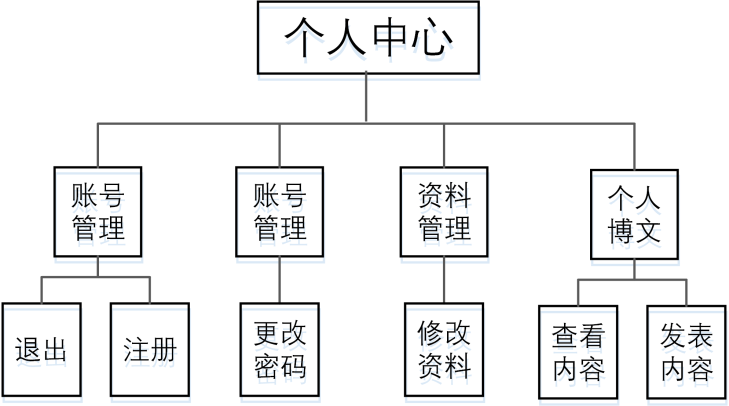 个人中心
账号
管理
账号
管理
资料
管理
个人
博文
退出
注册
更改
密码
修改
资料
查看
内容
发表
内容